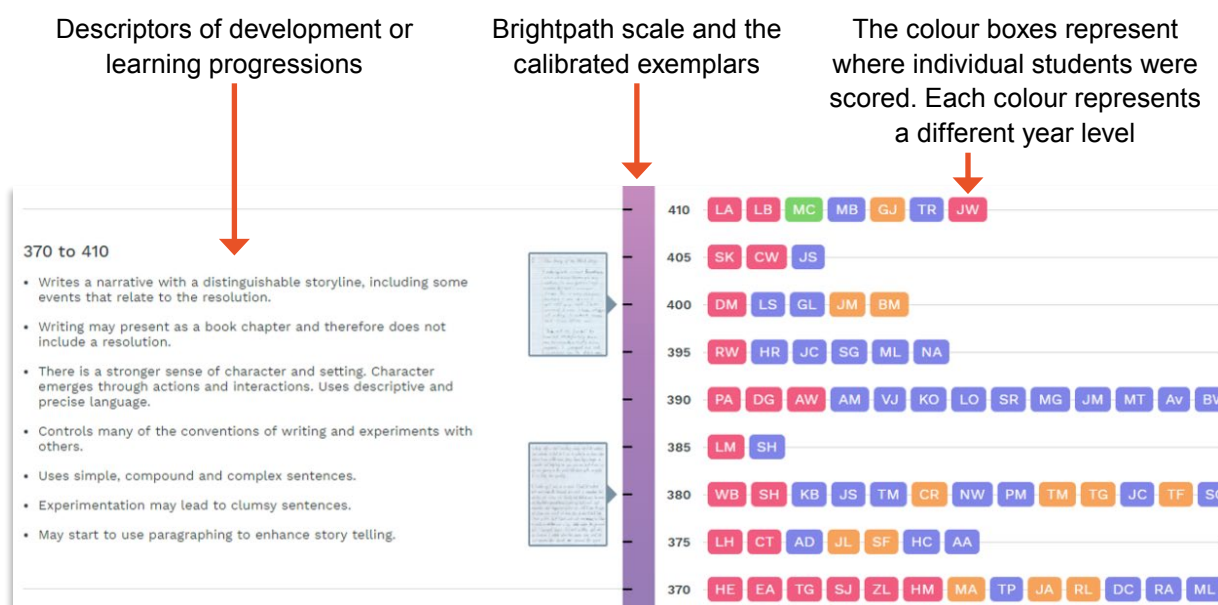 Descriptors of development or
learning progressions
Brightpath scale and the
calibrated exemplars
The colour boxes represent
where individual students were
scored. Each colour represents
a different year level
370 to 410
• Writes a narrative with a distinguishable storyline, including some
events that relate to the resolution.
• Writing may present as a book chapter and therefore does not
include a resolution.
• There is a stronger sense of character and setting. Character
emerges through actions and interactions. Uses descriptive and
precise language.
• Controls many of the conventions of writing and experiments with
others.
• Uses simple, compound and complex sentences.
• Experimentation may lead to clumsy sentences.
• May start to use paragraphing to enhance story telling.
410 LA LB MC MB GJ TR JW
405 SK CW JS
400 DM LS GL JM BM
395 RW HR JC SG ML NA
390 PA DG AW AM VJ KO LO SR MG JM MT Av
385 LM SH
380 WB SH KB JS TM CR NW PM TM TG JC TF
375 LH CT AD JL SF HC AA
370 HE EA TG SJ ZL HM MA TP JA RL DC RA ML